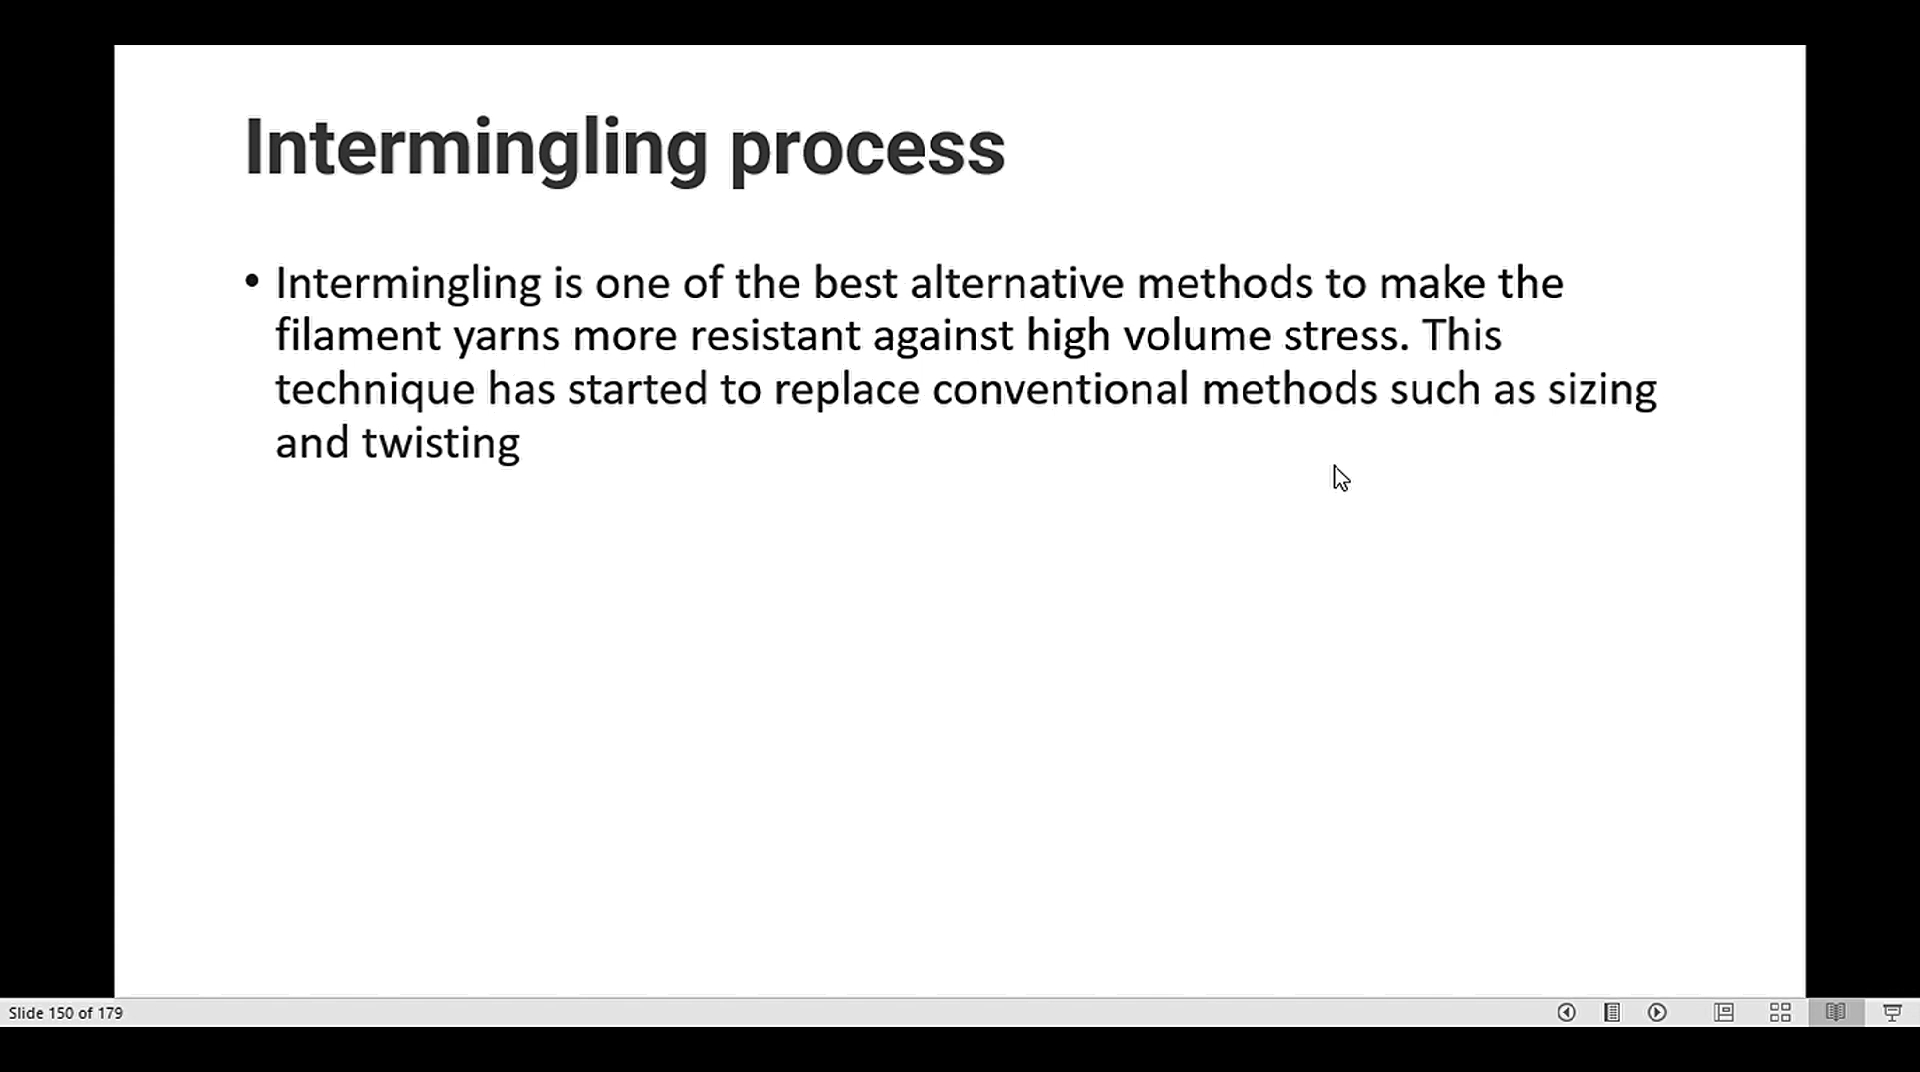 Intermingling process
• Intermingling is one of the best alternative methods to make the
filament yarns more resistant against high volume stress. This
technique has started to replace conventional methods such as sizing
and twisting
Slide 150 of 179